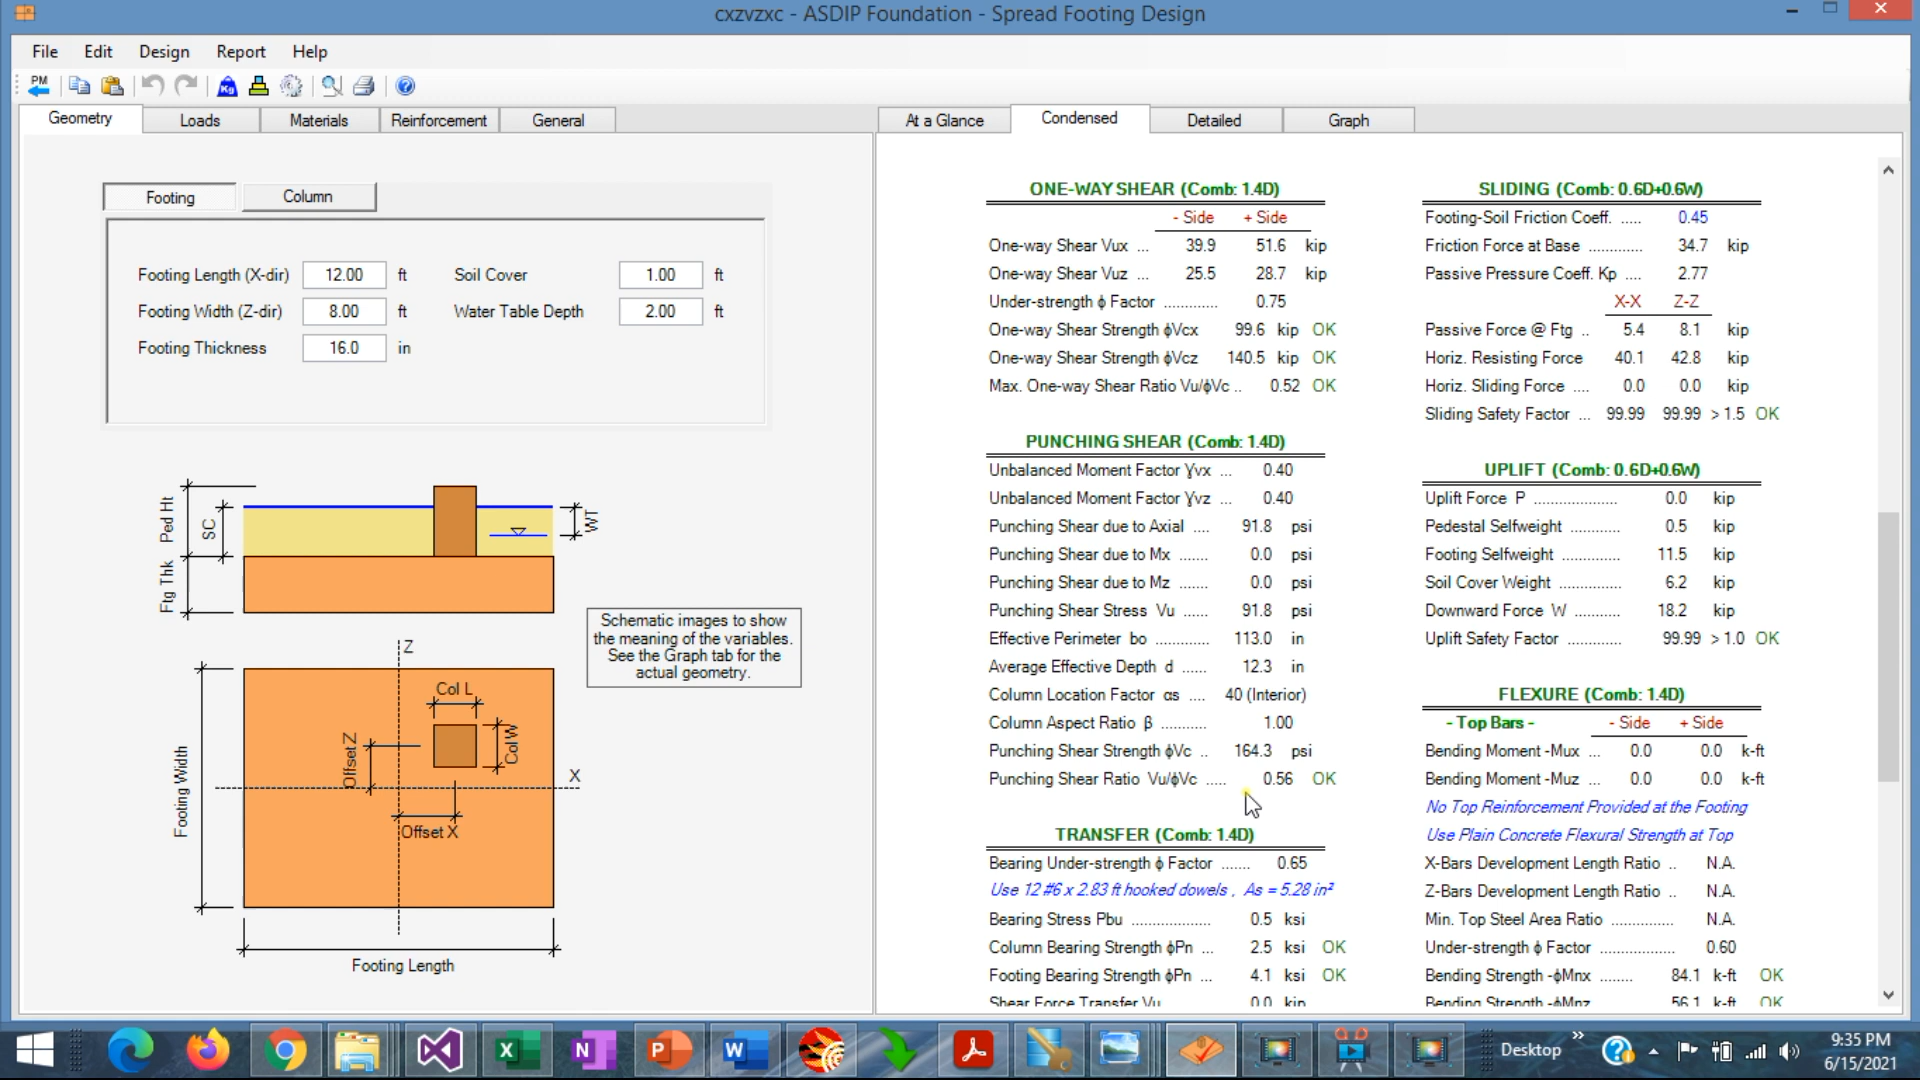 cxzvzxc - ASDIP Foundation - Spread Footing Design
File Edit Design Report Help
PM Kg
Geometry Loads Materials Reinforcement General
At a Glance Condensed Detailed Graph
Footing Column
Footing Length (X-dir) 12.00 ft Soil Cover 1.00 ft
Footing Width (Z-dir) 8.00 ft Water Table Depth 2.00 ft
Footing Thickness 16.0 in
Ped Ht
SC
WT
Ftg Thk
Schematic images to show
the meaning of the variables.
See the Graph tab for the
actual geometry.
Z
Col L
Col W
Offset Z
X
Offset X
Footing Width
Footing Length
ONE-WAY SHEAR (Comb: 1.4D)
- Side + Side
One-way Shear Vux ... 39.9 51.6 kip
One-way Shear Vuz ... 25.5 28.7 kip
Under-strength ϕ Factor ............ 0.75
One-way Shear Strength ϕVcx 99.6 kip OK
One-way Shear Strength ϕVcz 140.5 kip OK
Max. One-way Shear Ratio Vu/ϕVc .. 0.52 OK
PUNCHING SHEAR (Comb: 1.4D)
Unbalanced Moment Factor Ɣvx ... 0.40
Unbalanced Moment Factor Ɣvz ... 0.40
Punching Shear due to Axial .... 91.8 psi
Punching Shear due to Mx ....... 0.0 psi
Punching Shear due to Mz ....... 0.0 psi
Punching Shear Stress Vu ...... 91.8 psi
Effective Perimeter bo ............. 113.0 in
Average Effective Depth d ...... 12.3 in
Column Location Factor αs .... 40 (Interior)
Column Aspect Ratio β .......... 1.00
Punching Shear Strength ϕVc .. 164.3 psi
Punching Shear Ratio Vu/ϕVc ..... 0.56 OK
TRANSFER (Comb: 1.4D)
Bearing Under-strength ϕ Factor ....... 0.65
Use 12 #6 x 2.83 ft hooked dowels , As = 5.28 in²
Bearing Stress Pbu .................. 0.5 ksi
Column Bearing Strength ϕPn ... 2.5 ksi OK
Footing Bearing Strength ϕPn ... 4.1 ksi OK
Shear Force Transfer Vu 0.0 kip
SLIDING (Comb: 0.6D+0.6W)
Footing-Soil Friction Coeff. ..... 0.45
Friction Force at Base ............. 34.7 kip
Passive Pressure Coeff. Kp .... 2.77
X-X Z-Z
Passive Force @ Ftg .. 5.4 8.1 kip
Horiz. Resisting Force 40.1 42.8 kip
Horiz. Sliding Force .... 0.0 0.0 kip
Sliding Safety Factor ... 99.99 99.99 > 1.5 OK
UPLIFT (Comb: 0.6D+0.6W)
Uplift Force P ................... 0.0 kip
Pedestal Selfweight ............ 0.5 kip
Footing Selfweight ............. 11.5 kip
Soil Cover Weight .............. 6.2 kip
Downward Force W ........... 18.2 kip
Uplift Safety Factor ............ 99.99 > 1.0 OK
FLEXURE (Comb: 1.4D)
- Top Bars - - Side + Side
Bending Moment -Mux ... 0.0 0.0 k-ft
Bending Moment -Muz ... 0.0 0.0 k-ft
No Top Reinforcement Provided at the Footing
Use Plain Concrete Flexural Strength at Top
X-Bars Development Length Ratio .. N.A.
Z-Bars Development Length Ratio .. N.A.
Min. Top Steel Area Ratio .............. N.A.
Under-strength ϕ Factor ................. 0.60
Bending Strength -ϕMnx ....... 84.1 k-ft OK
Bending Strength -ϕMnz 56.1 k-ft OK
Desktop »
9:35 PM
6/15/2021